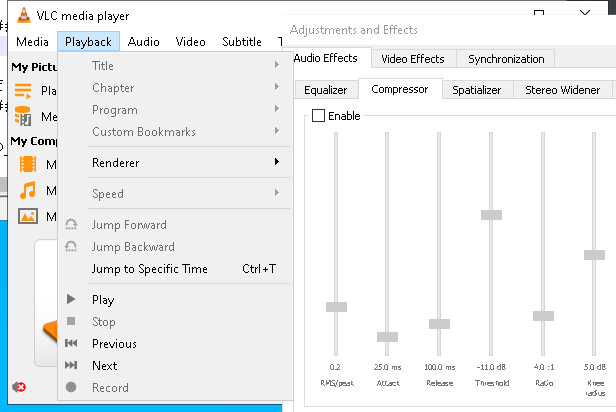 VLC media player
Media Playback Audio Video Subtitle
My Pictu
Pla
Me
My Comp
M
M
M
Title
Chapter
Program
Custom Bookmarks
Renderer
Speed
Jump Forward
Jump Backward
Jump to Specific Time Ctrl+T
Play
Stop
Previous
Next
Record
Adjustments and Effects
Audio Effects Video Effects Synchronization
Equalizer Compressor Spatializer Stereo Widener
Enable
0.2 25.0 ms 100.0 ms -11.0 dB 4.0 :1 5.0 dB
RMS/peak Attack Release Threshold Ratio Knee
radius